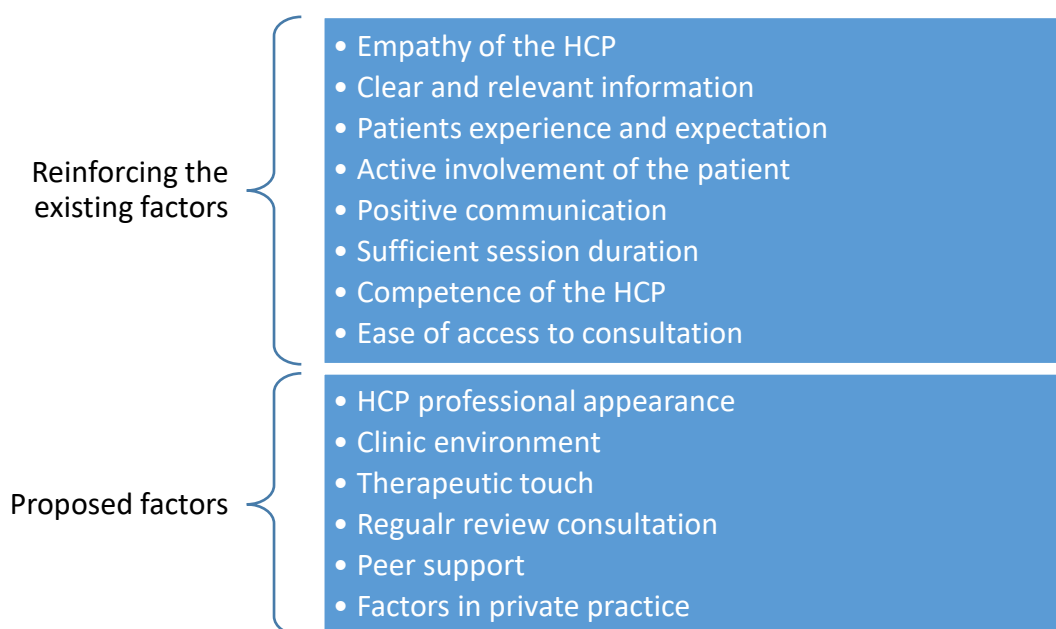 Reinforcing the
existing factors
• Empathy of the HCP
• Clear and relevant information
• Patients experience and expectation
• Active involvement of the patient
• Positive communication
• Sufficient session duration
• Competence of the HCP
• Ease of access to consultation
Proposed factors
• HCP professional appearance
• Clinic environment
• Therapeutic touch
• Regualr review consultation
• Peer support
• Factors in private practice